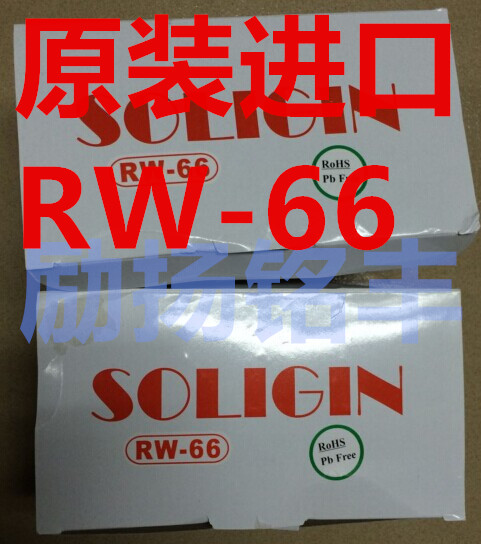 原装进口
SOLIGIN
RW-66
RoHS
Pb Free
RW-66
励扬铭丰
SOLIGIN
RW-66
RoHS
Pb Free